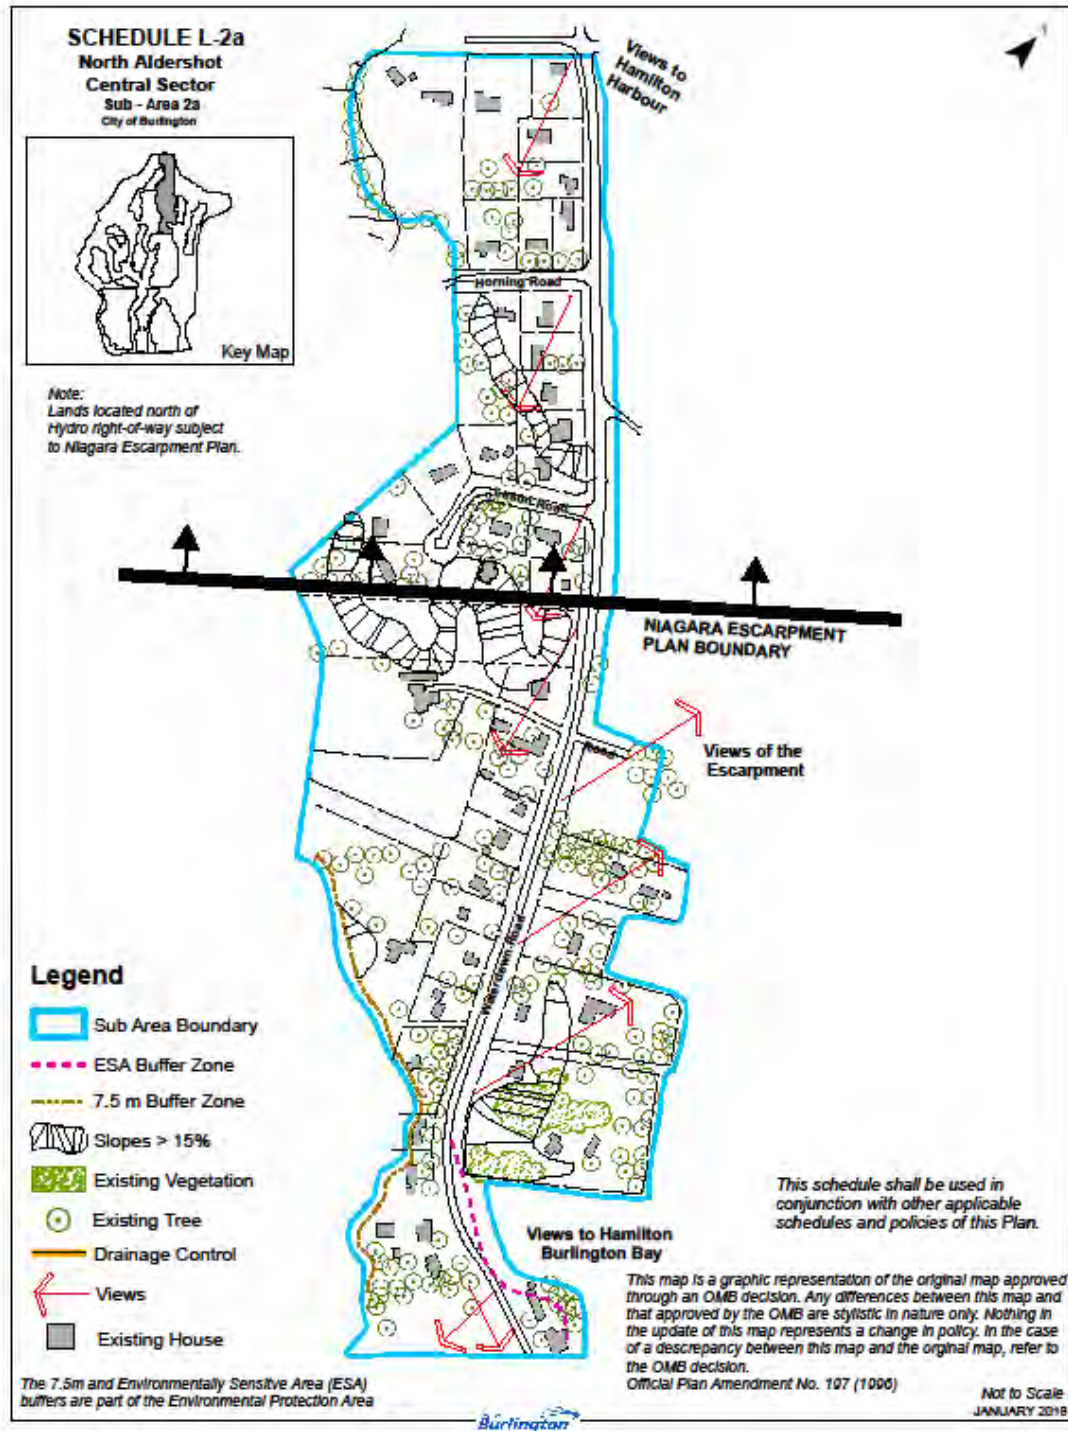 SCHEDULE L-2a
North Aldershot
Central Sector
Sub - Area 2a
City of Burlington
Key Map
Note:
Lands located north of
Hydro right-of-way subject
to Niagara Escarpment Plan.
Views to
Hamilton
Harbour
Horning Road
Road
NIAGARA ESCARPMENT
PLAN BOUNDARY
Road
Views of the
Escarpment
Waterdown Road
Legend
Sub Area Boundary
ESA Buffer Zone
7.5 m Buffer Zone
Slopes > 15%
Existing Vegetation
Existing Tree
Drainage Control
Views
Existing House
The 7.5m and Environmentally Sensitve Area (ESA)
buffers are part of the Environmental Protection Area
Views to Hamilton
Burlington Bay
This schedule shall be used in
conjunction with other applicable
schedules and policies of this Plan.
This map is a graphic representation of the original map approved
through an OMB decision. Any differences between this map and
that approved by the OMB are stylistic in nature only. Nothing in
the update of this map represents a change in policy. In the case
of a descrepancy between this map and the orginal map, refer to
the OMB decision.
Official Plan Amendment No. 197 (1996)
Not to Scale
JANUARY 2018
Burlington